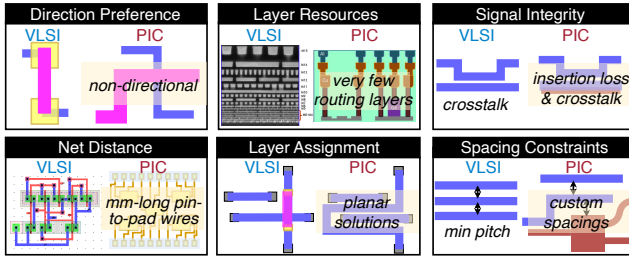 Direction Preference
VLSI PIC
non-directional
Layer Resources
VLSI PIC
very few
routing layers
Signal Integrity
VLSI PIC
crosstalk
insertion loss
& crosstalk
Net Distance
VLSI PIC
mm-long pin-
to-pad wires
Layer Assignment
VLSI PIC
planar
solutions
Spacing Constraints
VLSI PIC
min pitch
custom
spacings